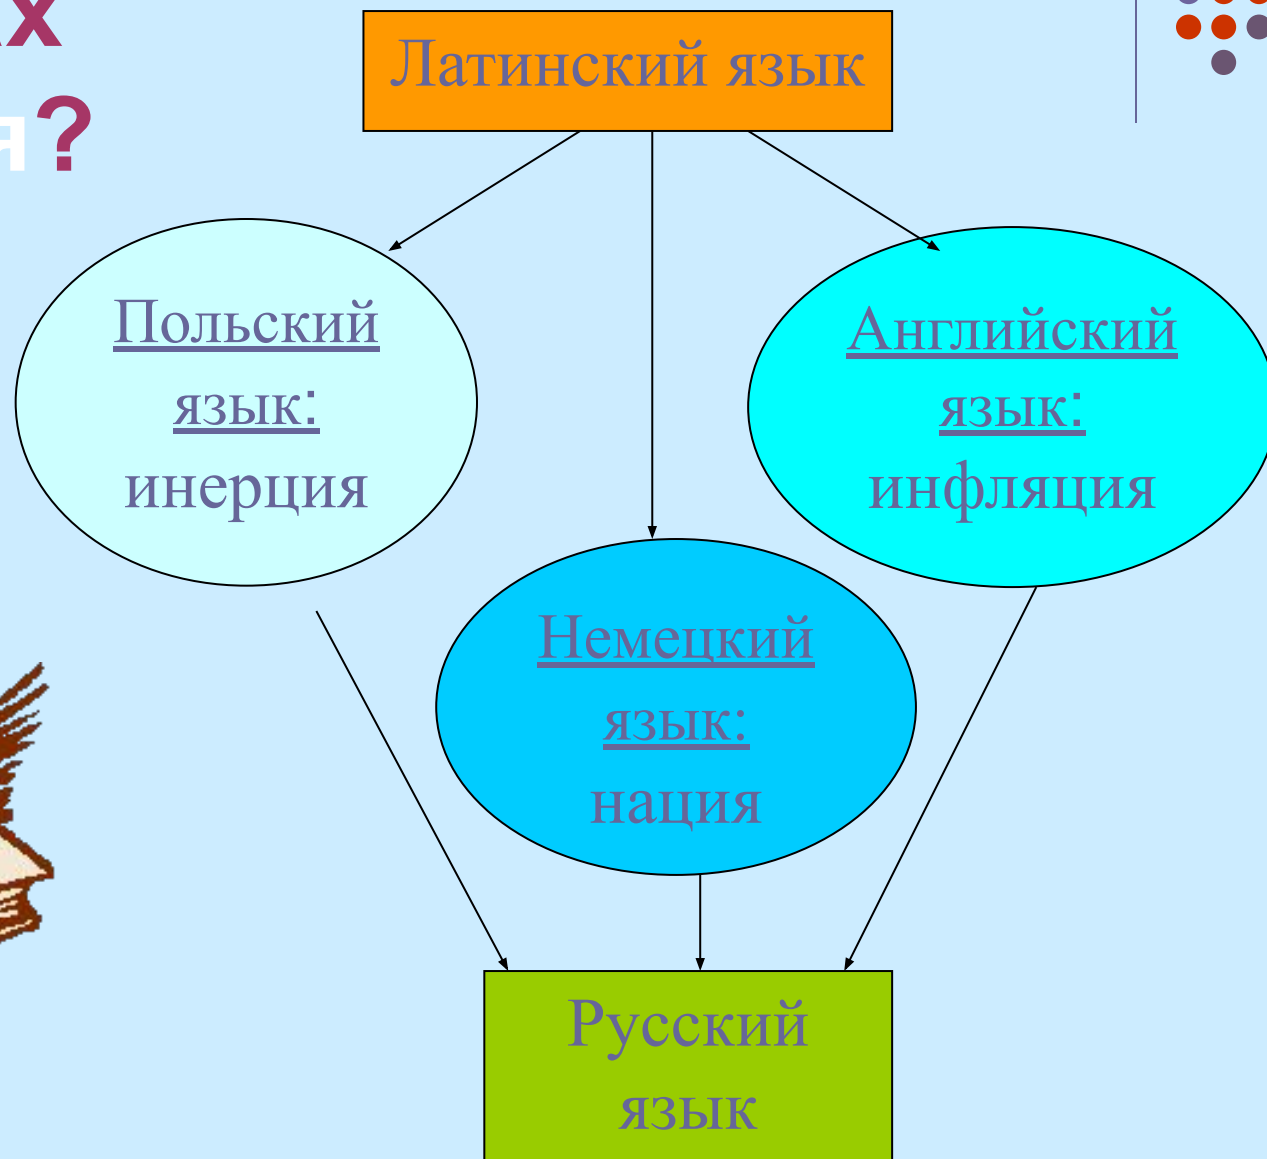 Латинский язык
Польский
язык:
инерция
Английский
язык:
инфляция
Немецкий
язык:
нация
Русский
язык